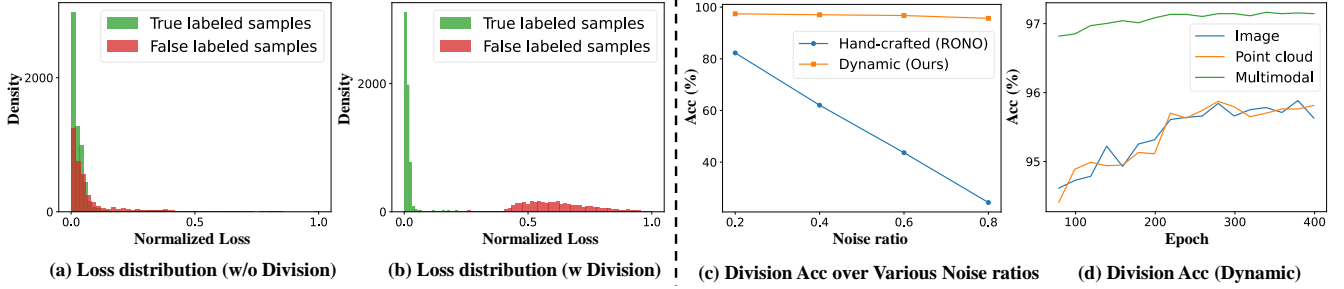 Density
2000
0
True labeled samples
False labeled samples
0.0 0.5 1.0
Normalized Loss
(a) Loss distribution (w/o Division)
Density
2000
0
True labeled samples
False labeled samples
0.0 0.5 1.0
Normalized Loss
(b) Loss distribution (w Division)
Acc (%)
100
80
60
40
Hand-crafted (RONO)
Dynamic (Ours)
0.2 0.4 0.6 0.8
Noise ratio
(c) Division Acc over Various Noise ratios
Acc (%)
97
96
95
Image
Point cloud
Multimodal
100 200 300 400
Epoch
(d) Division Acc (Dynamic)